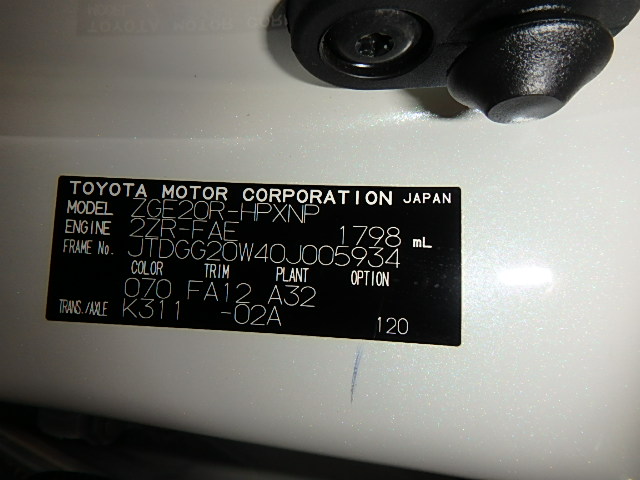 TOYOTA MOTOR CORPORATION JAPAN
MODEL ZGE20R-HPXNP
ENGINE 2ZR-FAE 1798 mL
FRAME No. JTDGG20W40J005934
COLOR TRIM PLANT OPTION
070 FA12 A32
TRANS./AXLE K311 -02A 120